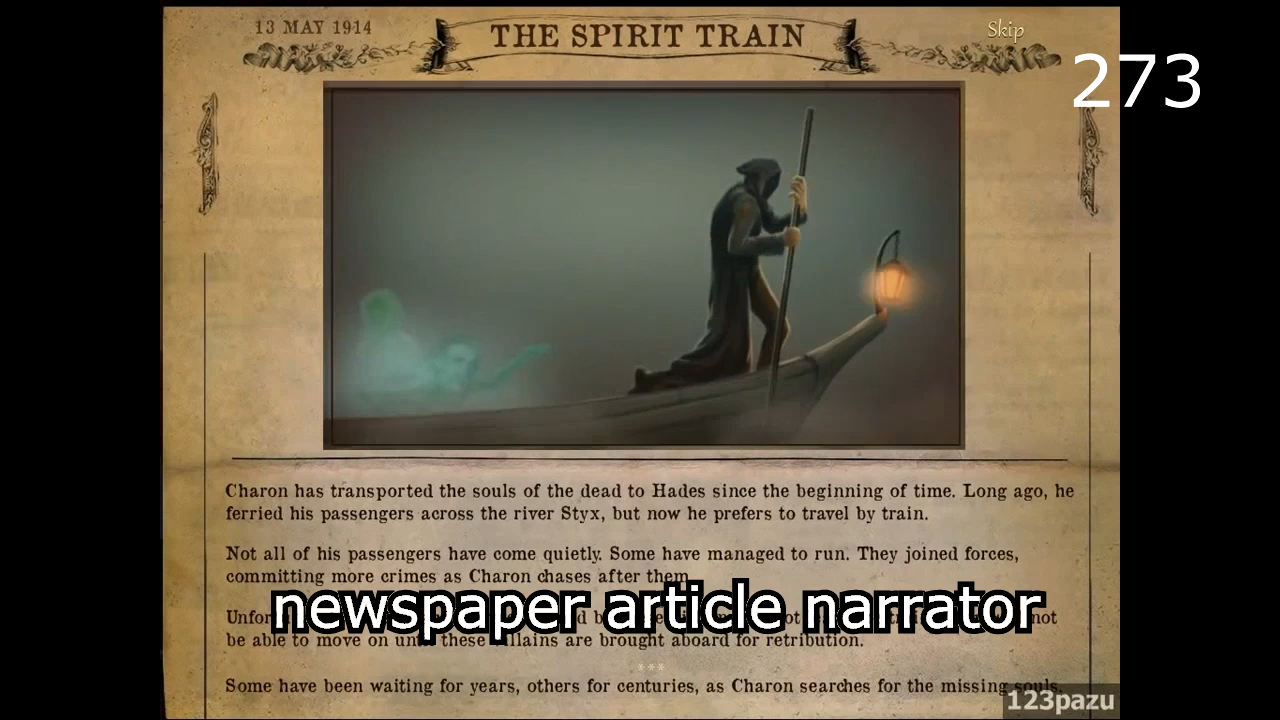 13 MAY 1914
THE SPIRIT TRAIN
Skip
273
Charon has transported the souls of the dead to Hades since the beginning of time. Long ago, he
ferried his passengers across the river Styx, but now he prefers to travel by train.
Not all of his passengers have come quietly. Some have managed to run. They joined forces,
committing more crimes as Charon chases after them.
newspaper article narrator
be able to move on until these villains are brought aboard for retribution.
***
Some have been waiting for years, others for centuries, as Charon searches for the missing souls.
123pazu